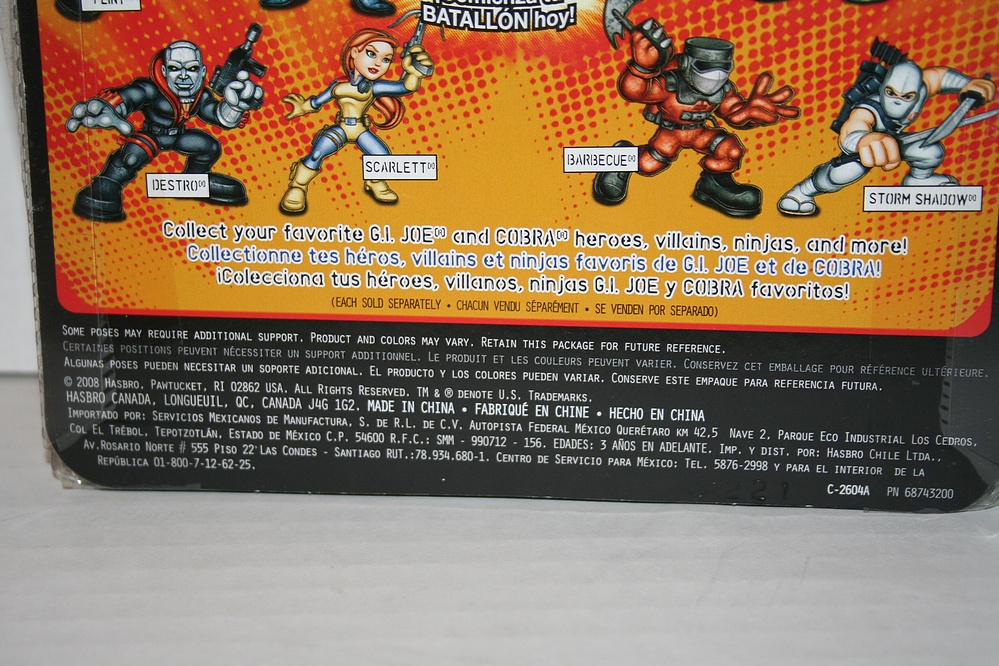 FLINT
BATALLÓN hoy!
DESTRO™
SCARLETT™
BARBECUE™
STORM SHADOW™
Collect your favorite G.I. JOE™ and COBRA™ heroes, villains, ninjas, and more!
Collectionne tes héros, villains et ninjas favoris de G.I. JOE et de COBRA!
¡Colecciona tus héroes, villanos, ninjas G.I. JOE y COBRA favoritos!
(EACH SOLD SEPARATELY • CHACUN VENDU SÉPARÉMENT • SE VENDEN POR SEPARADO)
SOME POSES MAY REQUIRE ADDITIONAL SUPPORT. PRODUCT AND COLORS MAY VARY. RETAIN THIS PACKAGE FOR FUTURE REFERENCE.
CERTAINES POSITIONS PEUVENT NÉCESSITER UN SUPPORT ADDITIONNEL. LE PRODUIT ET LES COULEURS PEUVENT VARIER. CONSERVEZ CET EMBALLAGE POUR RÉFÉRENCE ULTÉRIEURE.
ALGUNAS POSES PUEDEN NECESITAR UN SOPORTE ADICIONAL. EL PRODUCTO Y LOS COLORES PUEDEN VARIAR. CONSERVE ESTE EMPAQUE PARA REFERENCIA FUTURA.
© 2008 HASBRO, PAWTUCKET, RI 02862 USA. ALL RIGHTS RESERVED. TM & ® DENOTE U.S. TRADEMARKS.
HASBRO CANADA, LONGUEUIL, QC, CANADA J4G 1G2. MADE IN CHINA • FABRIQUÉ EN CHINE • HECHO EN CHINA
IMPORTADO POR: SERVICIOS MEXICANOS DE MANUFACTURA, S. DE R.L. DE C.V. AUTOPISTA FEDERAL MÉXICO QUERÉTARO KM 42,5 NAVE 2, PARQUE ECO INDUSTRIAL LOS CEDROS,
COL EL TRÉBOL, TEPOTZOTLÁN, ESTADO DE MÉXICO C.P. 54600 R.F.C.: SMM - 990712 - 156. EDADES: 3 AÑOS EN ADELANTE. IMP. Y DIST. POR: HASBRO CHILE LTDA.,
AV.ROSARIO NORTE # 555 PISO 22 LAS CONDES - SANTIAGO RUT.:78.934.680-1. CENTRO DE SERVICIO PARA MÉXICO: TEL. 5876-2998 Y PARA EL INTERIOR DE LA
REPÚBLICA 01-800-7-12-62-25.
221
C-2604A PN 68743200